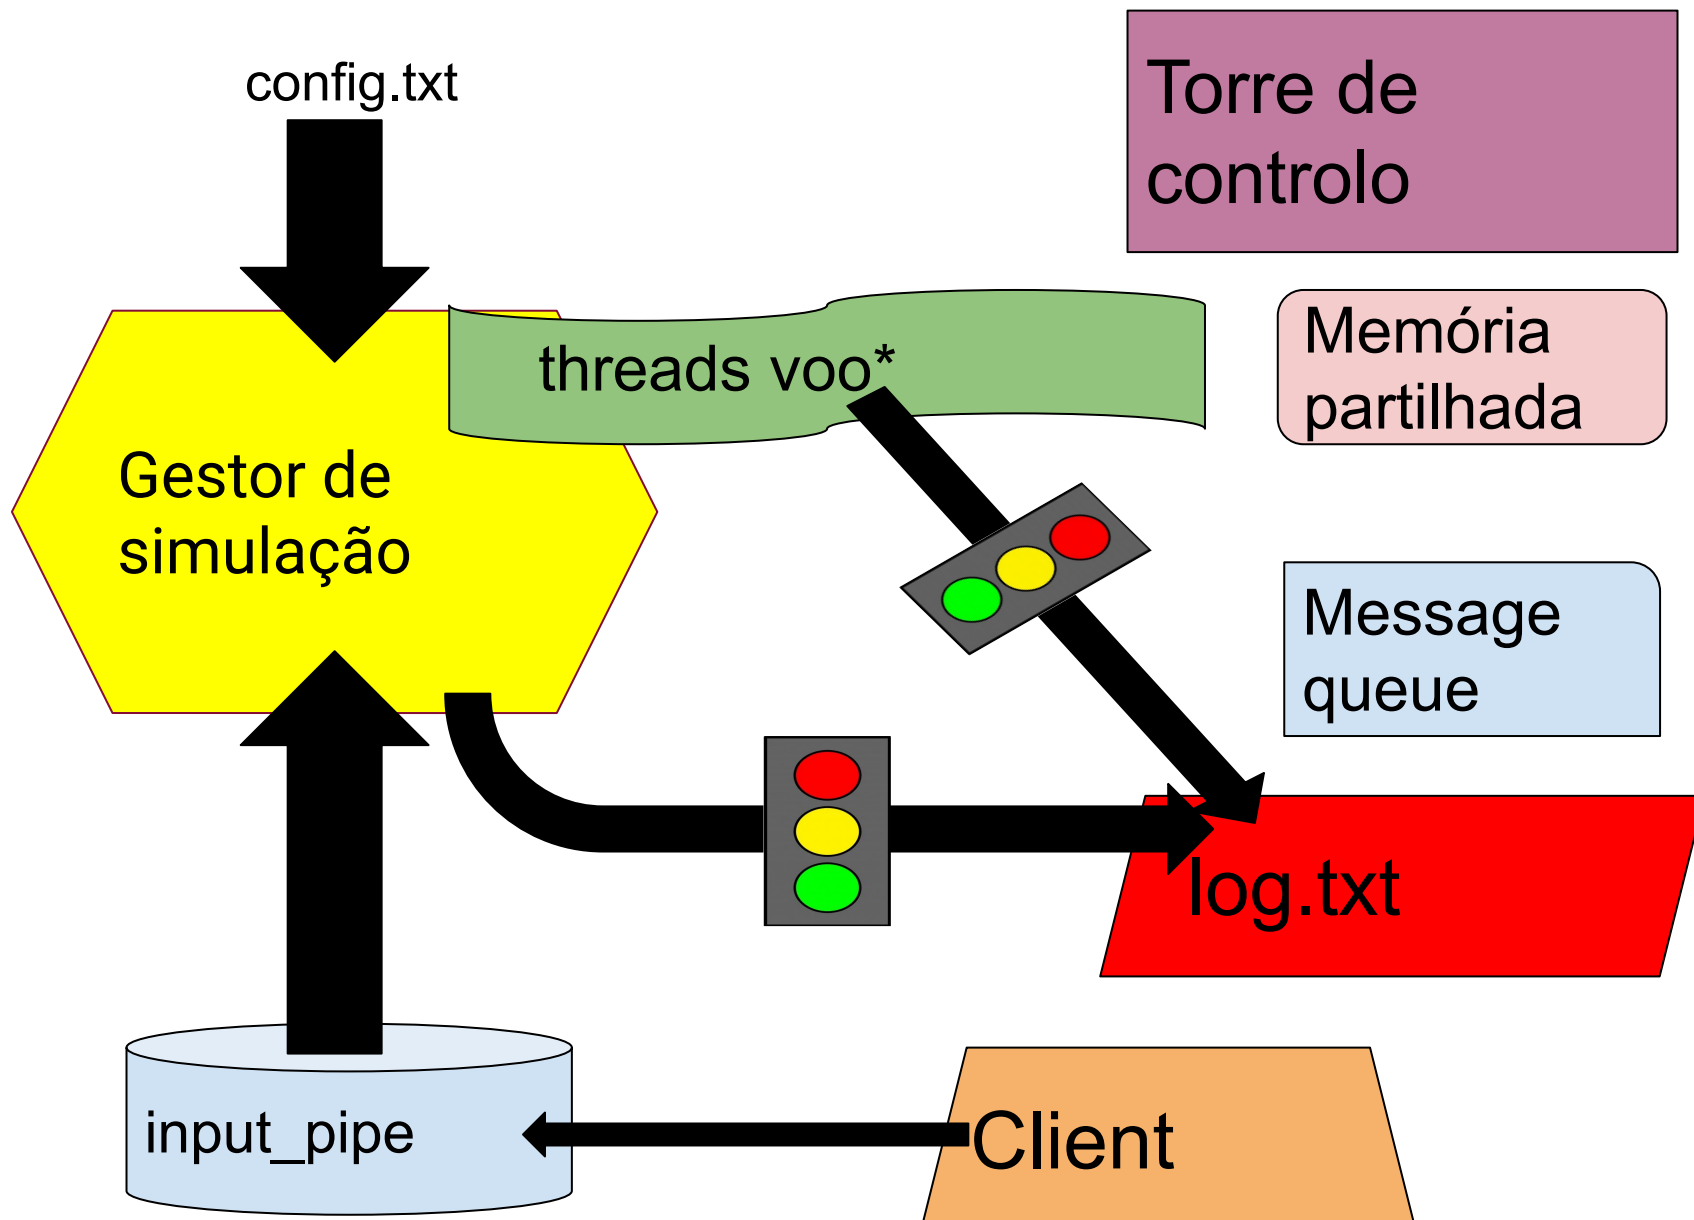 config.txt
Torre de
controlo
threads voo*
Memória
partilhada
Gestor de
simulação
Message
queue
log.txt
input_pipe
Client